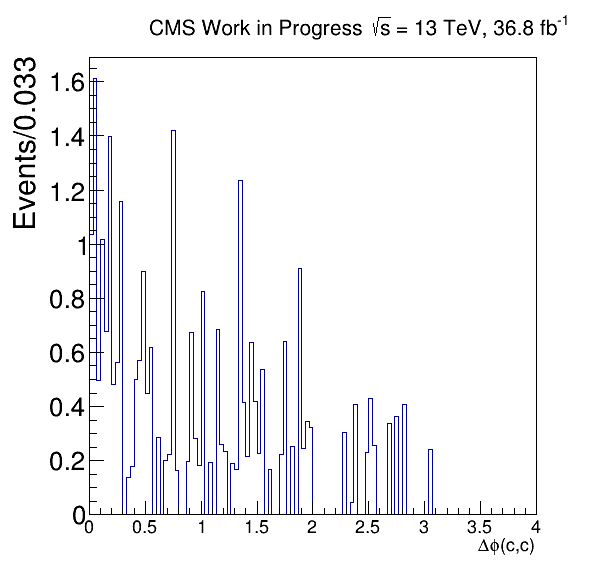 CMS Work in Progress √s = 13 TeV, 36.8 fb⁻¹
Events/0.033
1.6
1.4
1.2
1
0.8
0.6
0.4
0.2
0
0 0.5 1 1.5 2 2.5 3 3.5 4
Δϕ(c,c)